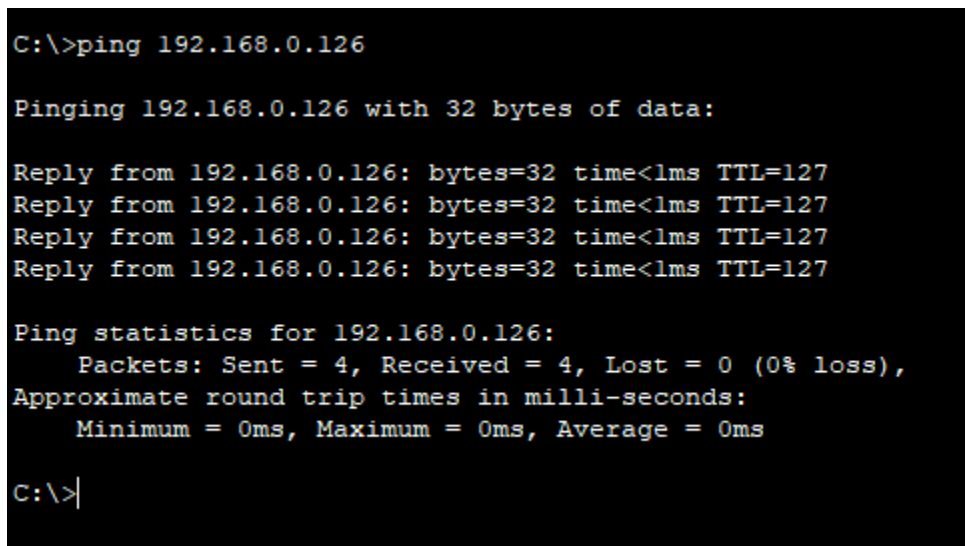 C:\>ping 192.168.0.126
Pinging 192.168.0.126 with 32 bytes of data:
Reply from 192.168.0.126: bytes=32 time<1ms TTL=127
Reply from 192.168.0.126: bytes=32 time<1ms TTL=127
Reply from 192.168.0.126: bytes=32 time<1ms TTL=127
Reply from 192.168.0.126: bytes=32 time<1ms TTL=127
Ping statistics for 192.168.0.126:
Packets: Sent = 4, Received = 4, Lost = 0 (0% loss),
Approximate round trip times in milli-seconds:
Minimum = 0ms, Maximum = 0ms, Average = 0ms
C:\>